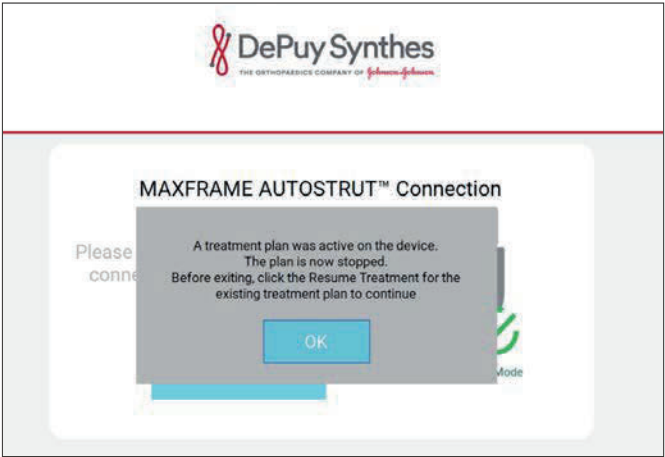 DePuy Synthes
THE ORTHOPAEDICS COMPANY OF Johnson & Johnson
MAXFRAME AUTOSTRUT™ Connection
Please
conne
A treatment plan was active on the device.
The plan is now stopped.
Before exiting, click the Resume Treatment for the
existing treatment plan to continue
OK
Mode